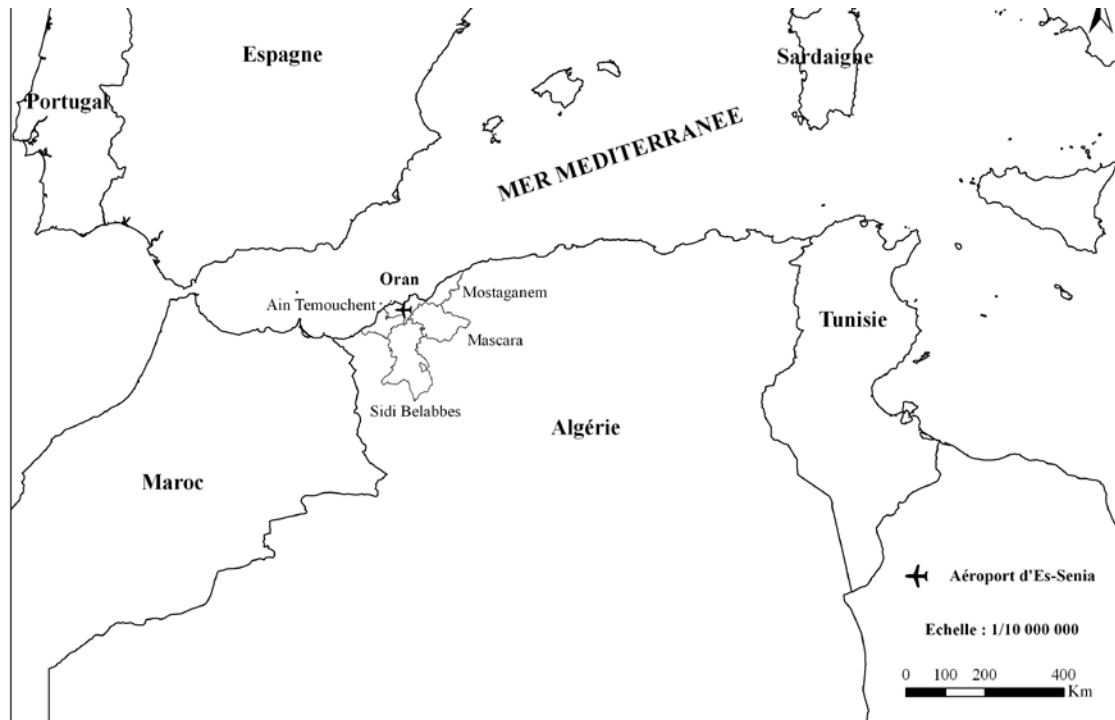 Espagne
Sardaigne
Portugal
MER MEDITERRANEE
Oran
Ain Temouchent
Mostaganem
Tunisie
Mascara
Sidi Belabbes
Algérie
Maroc
Aéroport d'Es-Senia
Echelle : 1/10 000 000
0 100 200 400
Km